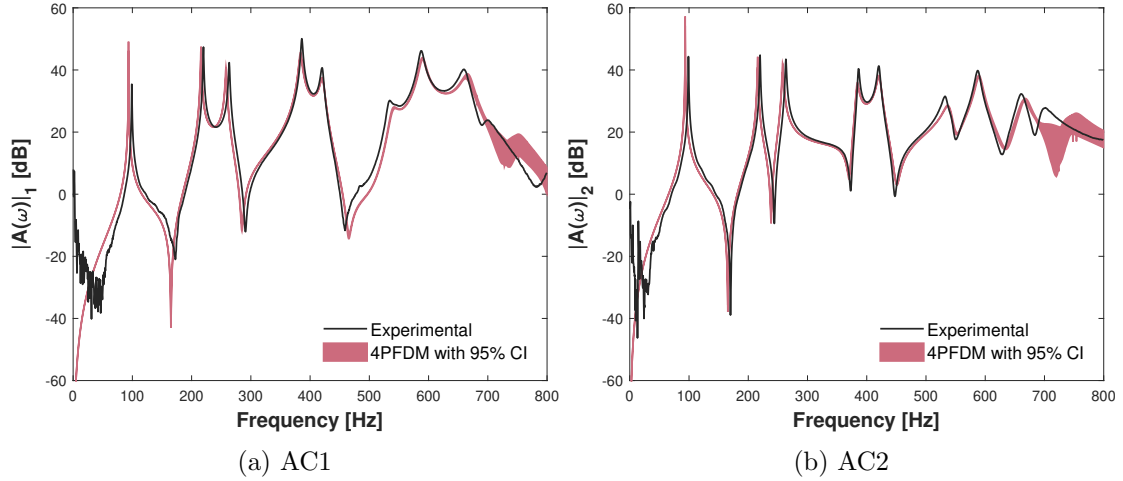 60
40
20
0
-20
-40
-60
0 100 200 300 400 500 600 700 800
|A(ω)|₁ [dB]
Frequency [Hz]
Experimental
4PFDM with 95% CI
(a) AC1
60
40
20
0
-20
-40
-60
0 100 200 300 400 500 600 700 800
|A(ω)|₂ [dB]
Frequency [Hz]
Experimental
4PFDM with 95% CI
(b) AC2